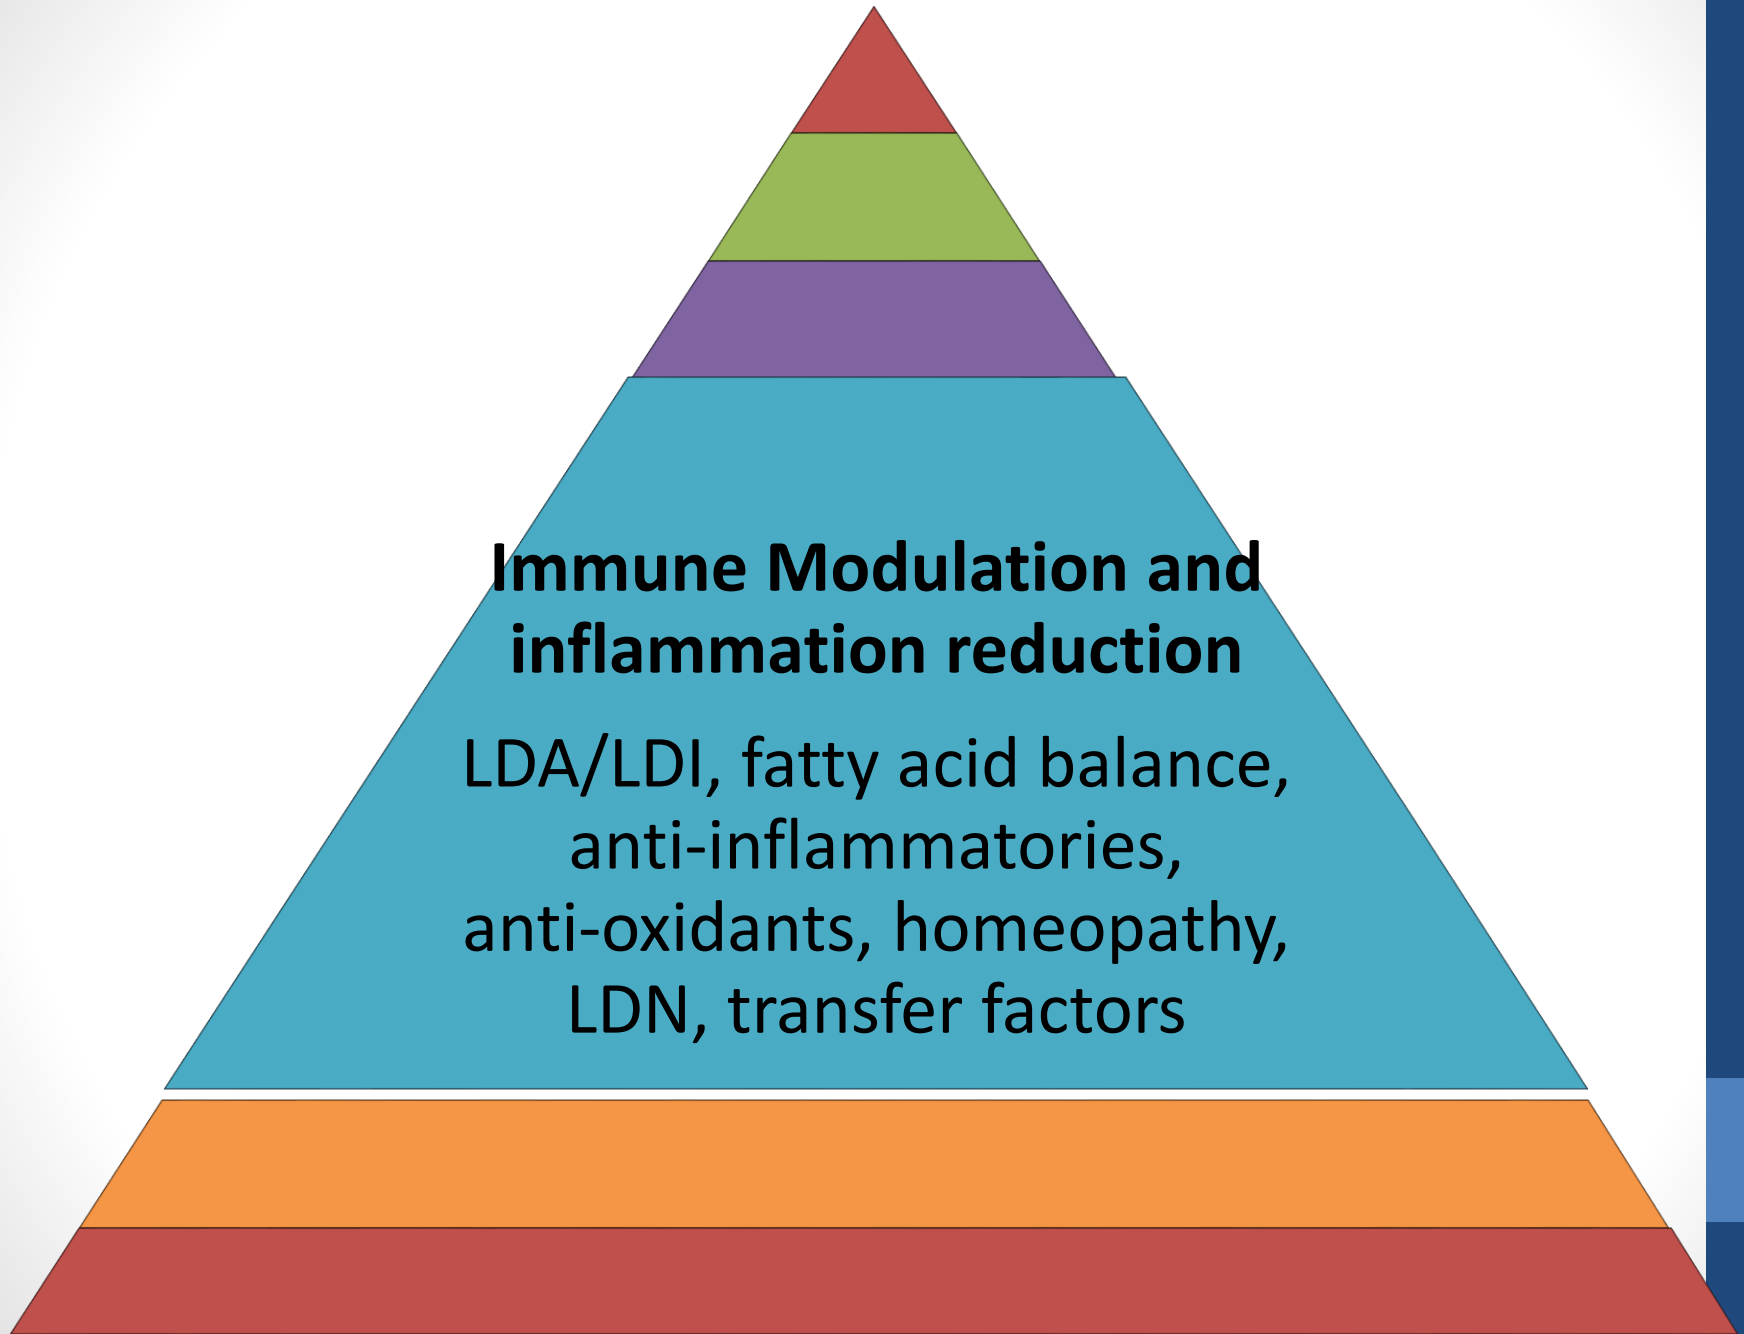 Immune Modulation and
inflammation reduction
LDA/LDI, fatty acid balance,
anti-inflammatories,
anti-oxidants, homeopathy,
LDN, transfer factors